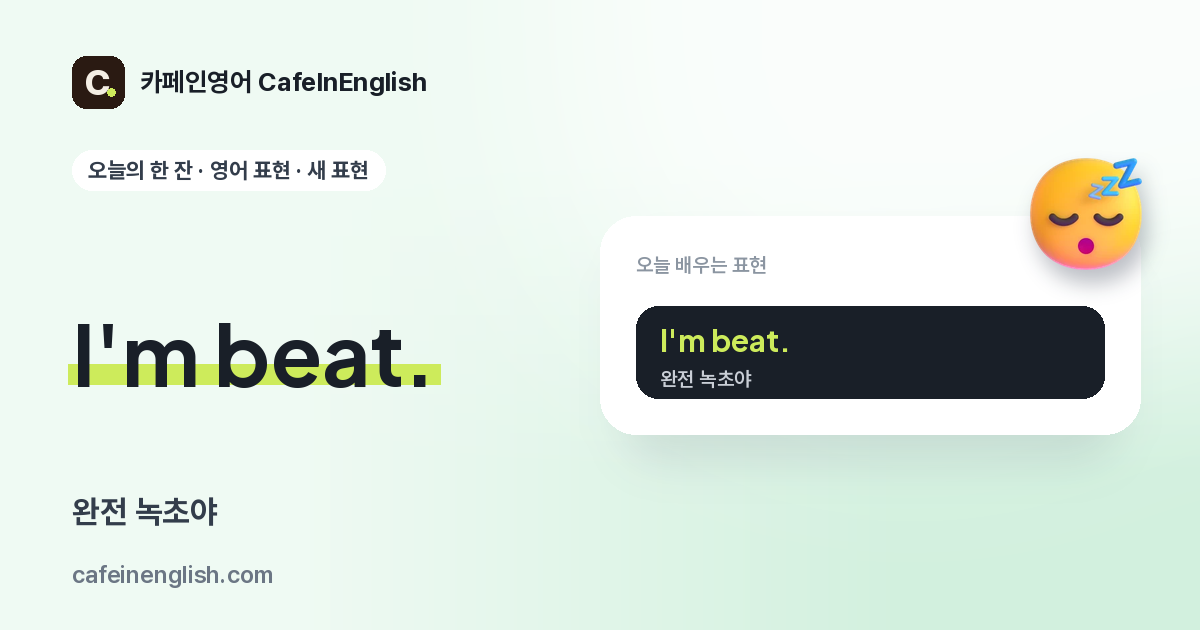 C
카페인영어 CafeInEnglish
오늘의 한 잔 · 영어 표현 · 새 표현
I'm beat.
완전 녹초야
cafeinenglish.com
오늘 배우는 표현
I'm beat.
완전 녹초야